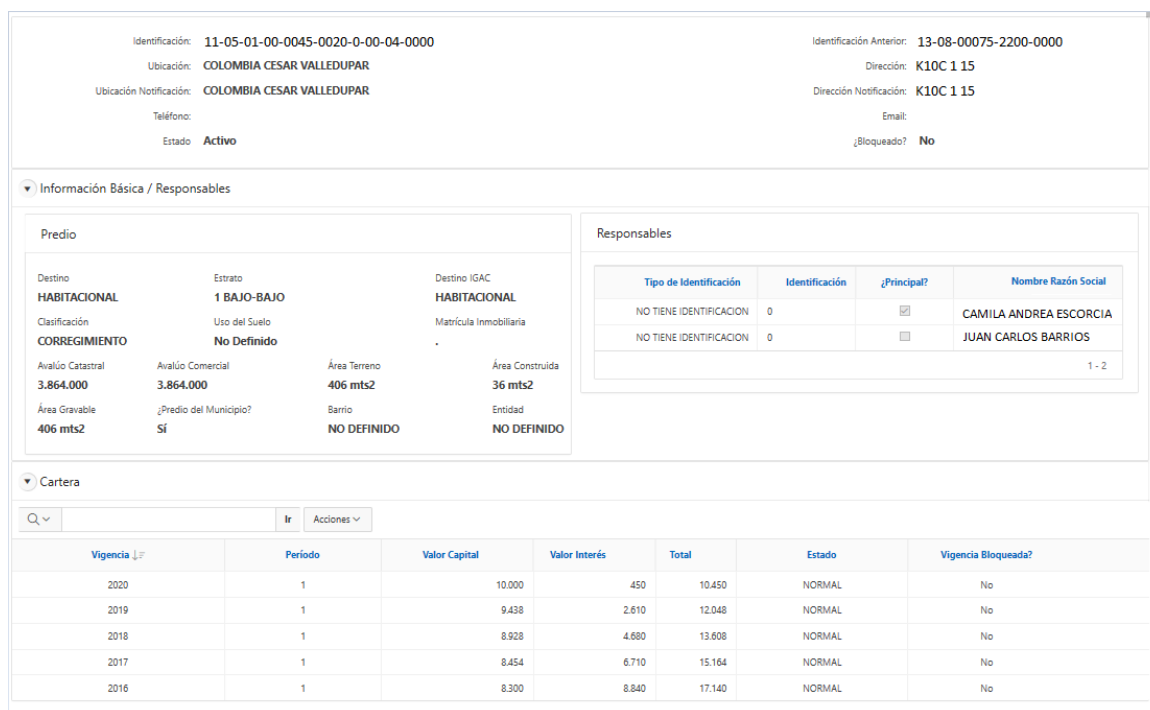 Identificación: 11-05-01-00-0045-0020-0-00-04-0000 Identificación Anterior: 13-08-00075-2200-0000
Ubicación: COLOMBIA CESAR VALLEDUPAR Dirección: K10C 1 15
Ubicación Notificación: COLOMBIA CESAR VALLEDUPAR Dirección Notificación: K10C 1 15
Teléfono: Email:
Estado Activo ¿Bloqueado? No
Información Básica / Responsables
Predio
Destino Estrato Destino IGAC
HABITACIONAL 1 BAJO-BAJO HABITACIONAL
Clasificación Uso del Suelo Matrícula Inmobiliaria
CORREGIMIENTO No Definido .
Avalúo Catastral Avalúo Comercial Área Terreno Área Construida
3.864.000 3.864.000 406 mts2 36 mts2
Área Gravable ¿Predio del Municipio? Barrio Entidad
406 mts2 Sí NO DEFINIDO NO DEFINIDO
Responsables
Tipo de Identificación Identificación ¿Principal? Nombre Razón Social
NO TIENE IDENTIFICACION 0 CAMILA ANDREA ESCORCIA
NO TIENE IDENTIFICACION 0 JUAN CARLOS BARRIOS
1 - 2
Cartera
Ir Acciones
Vigencia Período Valor Capital Valor Interés Total Estado Vigencia Bloqueada?
2020 1 10.000 450 10.450 NORMAL No
2019 1 9.438 2.610 12.048 NORMAL No
2018 1 8.928 4.680 13.608 NORMAL No
2017 1 8.454 6.710 15.164 NORMAL No
2016 1 8.300 8.840 17.140 NORMAL No